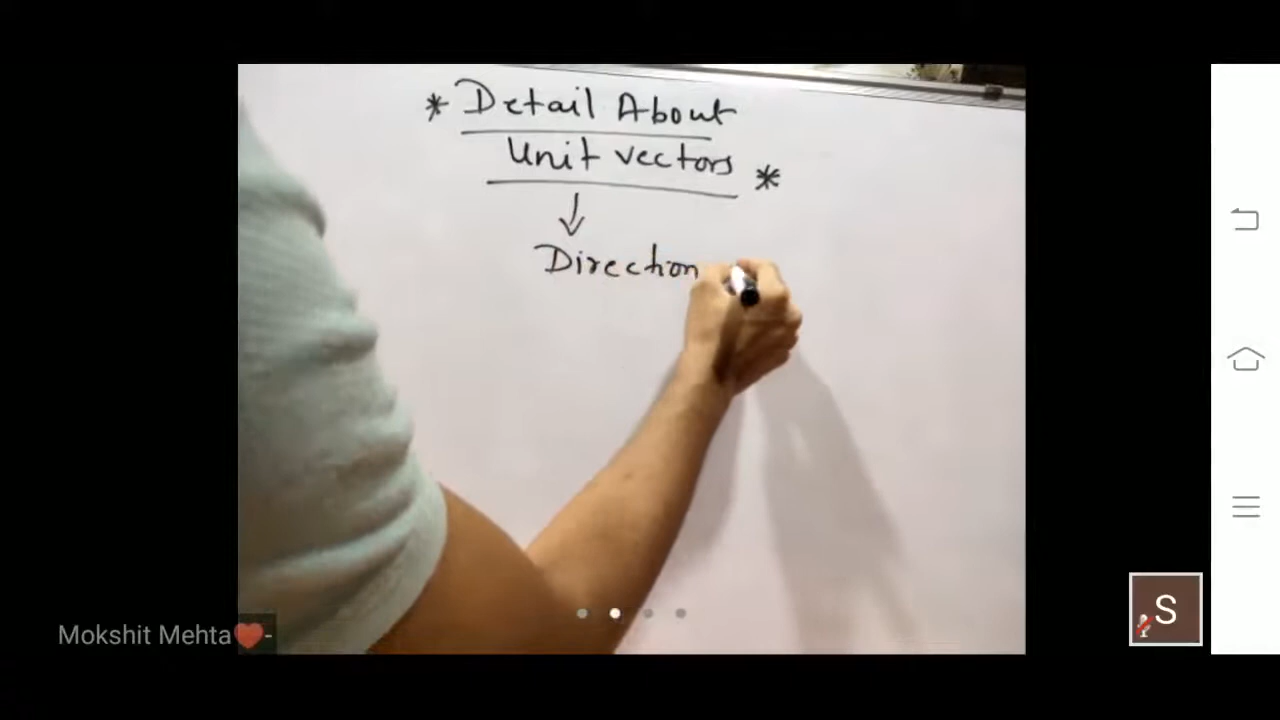 * Detail About
Unit vectors *
↓
Direction
Mokshit Mehta❤️-
S